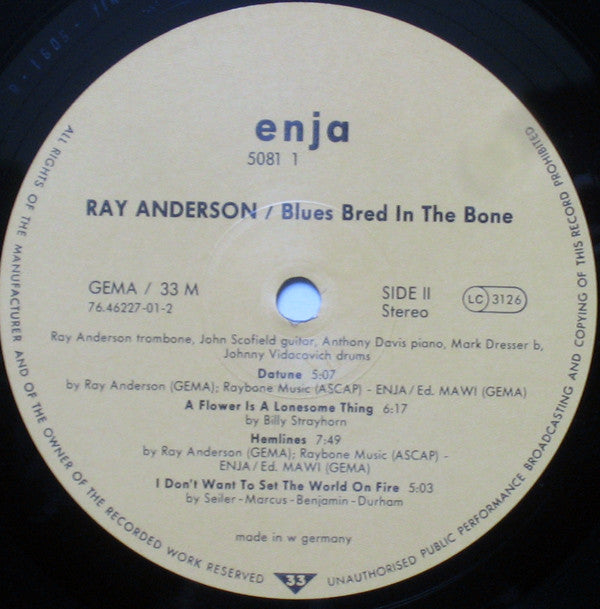 enja
5081 1
RAY ANDERSON / Blues Bred In The Bone
GEMA / 33 M
76.46227-01-2
SIDE II
Stereo
LC 3126
Ray Anderson trombone, John Scofield guitar, Anthony Davis piano, Mark Dresser b,
Johnny Vidacovich drums
Datune 5:07
by Ray Anderson (GEMA); Raybone Music (ASCAP) - ENJA/Ed. MAWI (GEMA)
A Flower Is A Lonesome Thing 6:17
by Billy Strayhorn
Hemlines 7:49
by Ray Anderson (GEMA); Raybone Music (ASCAP) -
ENJA/Ed. MAWI (GEMA)
I Don't Want To Set The World On Fire 5:03
by Seiler-Marcus-Benjamin-Durham
made in w germany
ALL RIGHTS OF THE MANUFACTURER AND OF THE OWNER OF THE RECORDED WORK RESERVED
33
UNAUTHORISED PUBLIC PERFORMANCE BROADCASTING AND COPYING OF THIS RECORD PROHIBITED